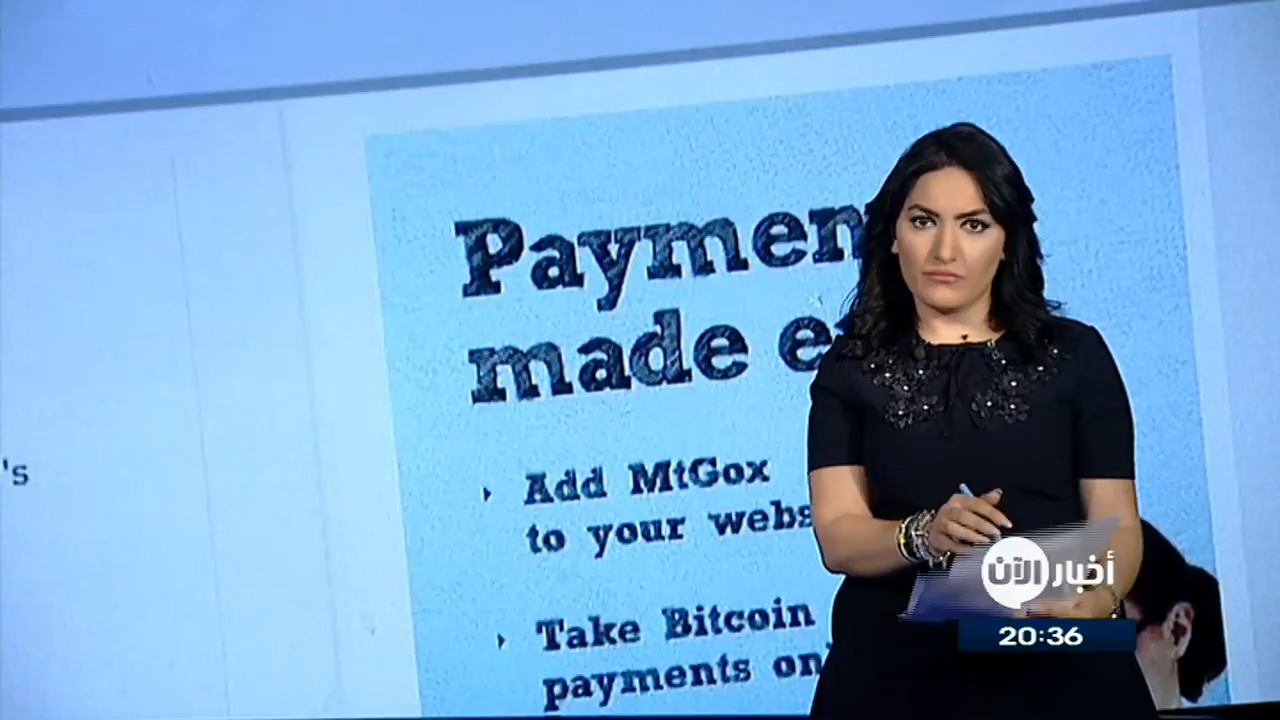 Paymen
made e
's
Add MtGox
to your webs
Take Bitcoin
payments on
أخبار الآن
20:36